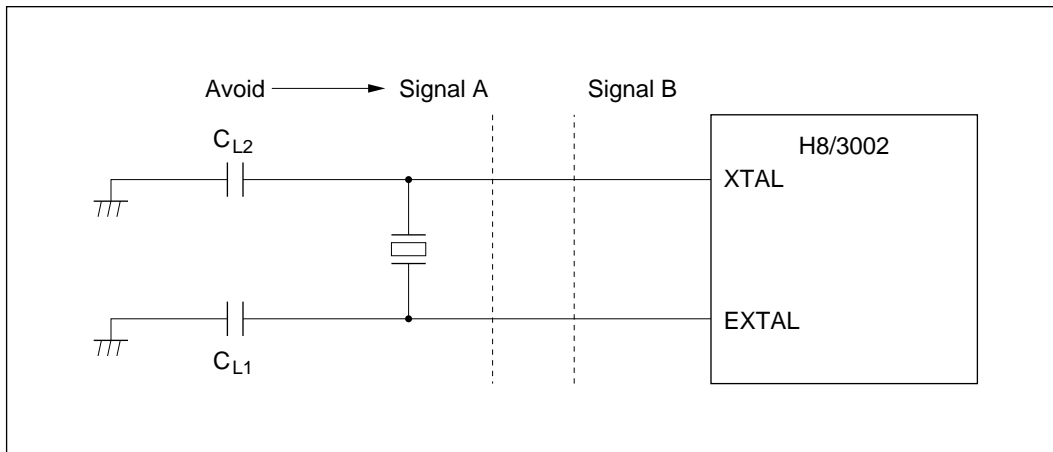 Avoid
Signal A
Signal B
CL2
H8/3002
XTAL
EXTAL
CL1